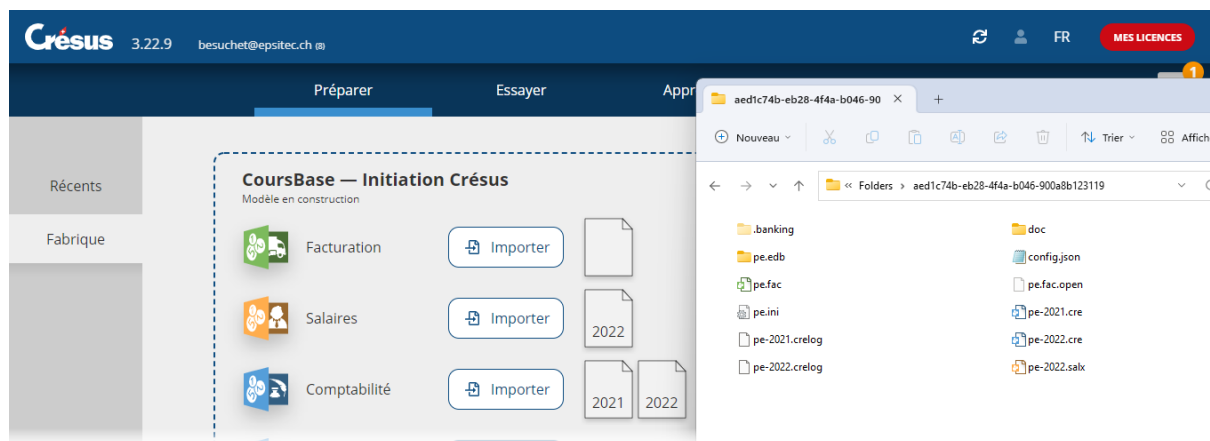 Crésus 3.22.9 besuchet@epsitec.ch (8) FR MES LICENCES
1
Préparer Essayer
aed1c74b-eb28-4f4a-b046-90
Nouveau Trier
Folders aed1c74b-eb28-4f4a-b046-900a8b123119
Récents
Fabrique
CoursBase — Initiation Crésus
Modèle en construction
Facturation Importer
Salaires Importer 2022
Comptabilité Importer 2021 2022
.banking doc
pe.edb config.json
pe.fac pe.fac.open
pe.ini pe-2021.cre
pe-2021.crelog pe-2022.cre
pe-2022.crelog pe-2022.salx